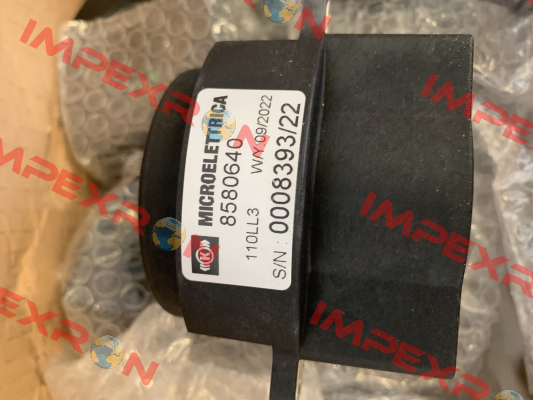 MICROELETTRICA
8580640
110LL3 W/Y 09/2022
S/N : 0008393/22
((K))
IMPEXRON
IMPEXRON
IMPEXRON
IMPEXRON